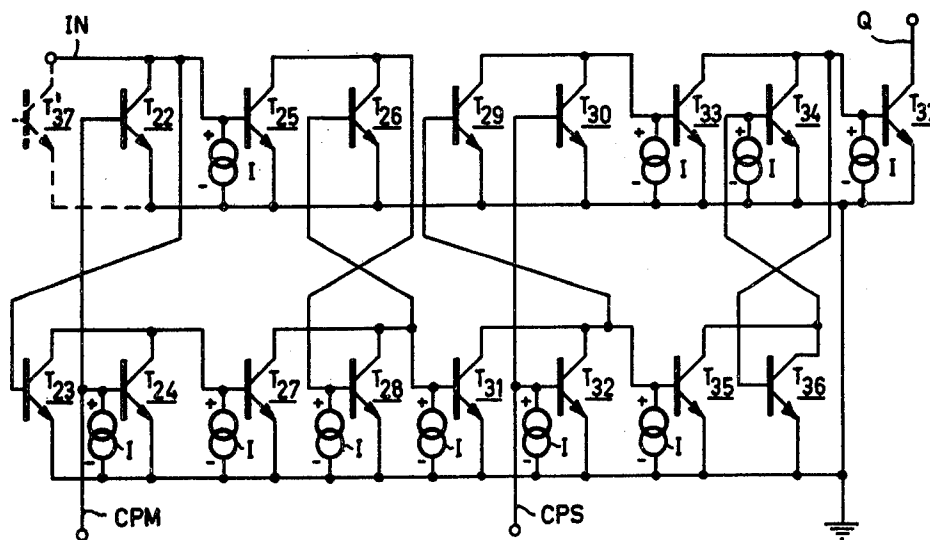 IN Q
T'37 T22 T25 T26 T29 T30 T33 T34 T37
+ + + +
I I I I
- - - -
T23 T24 T27 T28 T31 T32 T35 T36
+ + + + + +
I I I I I I
- - - - - -
CPM CPS